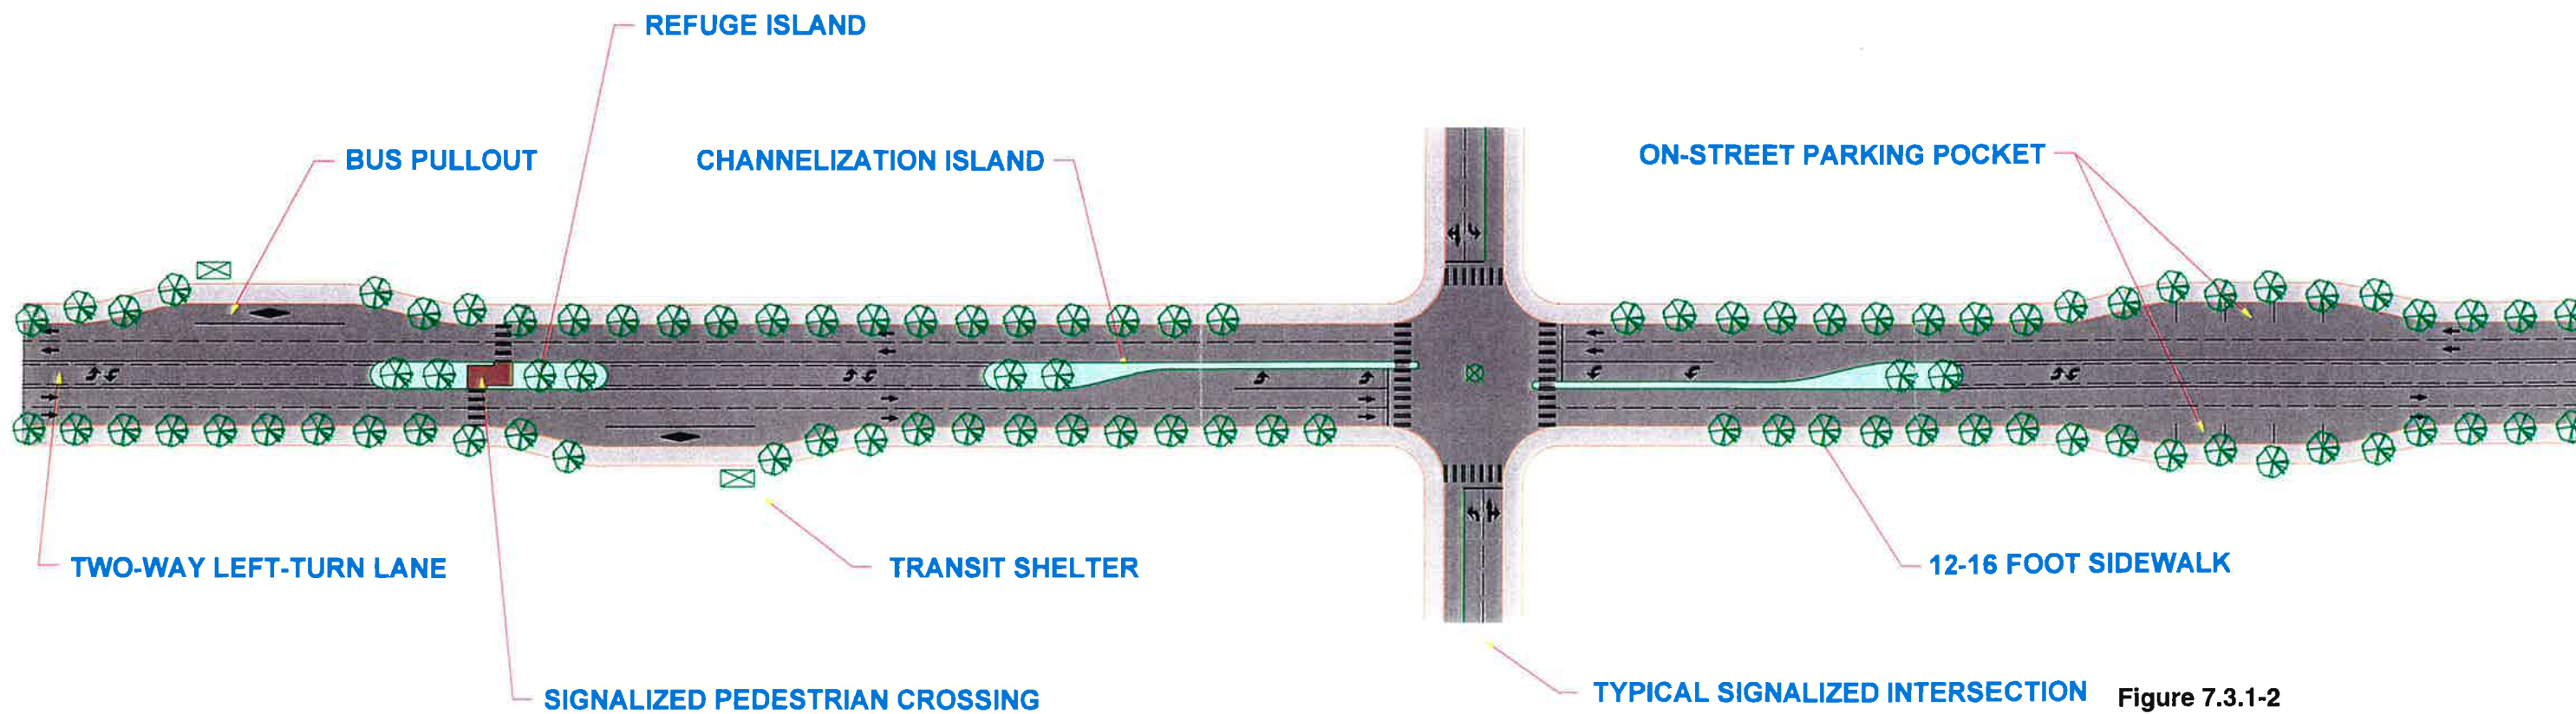 REFUGE ISLAND
BUS PULLOUT
CHANNELIZATION ISLAND
ON-STREET PARKING POCKET
TWO-WAY LEFT-TURN LANE
TRANSIT SHELTER
12-16 FOOT SIDEWALK
SIGNALIZED PEDESTRIAN CROSSING
TYPICAL SIGNALIZED INTERSECTION
Figure 7.3.1-2